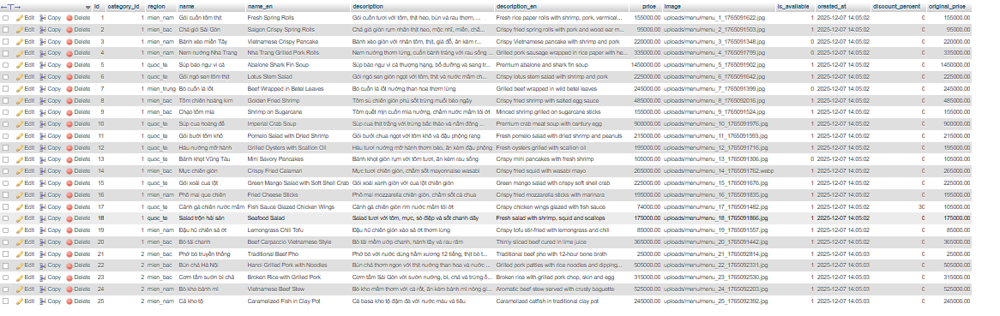 id category_id region name name_en description description_en price image is_available created_at discount_percent original_price
Edit Copy Delete 1 1 mien_nam Gỏi cuốn tôm thịt Fresh Spring Rolls Gỏi cuốn tươi với tôm, thịt heo, bún và rau thơm, ... Fresh rice paper rolls with shrimp, pork, vermicel... 155000.00 uploads/menu/menu_1_1765091622.jpg 1 2025-12-07 14:05:02 0 155000.00
Edit Copy Delete 2 1 mien_bac Chả giò Sài Gòn Saigon Crispy Spring Rolls Chả giò giòn rụm nhân thịt heo, mộc nhĩ, miến, chấ... Crispy fried spring rolls with pork and wood ear m... 95000.00 uploads/menu/menu_2_1765091503.jpg 1 2025-12-07 14:05:02 0 95000.00
Edit Copy Delete 3 1 mien_nam Bánh xèo miền Tây Vietnamese Crispy Pancake Bánh xèo giòn với nhân tôm, thịt, giá đỗ, ăn kèm r... Crispy Vietnamese pancake with shrimp and pork 220000.00 uploads/menu/menu_3_1765091348.jpg 0 2025-12-07 14:05:02 0 220000.00
Edit Copy Delete 4 1 mien_nam Nem nướng Nha Trang Nha Trang Grilled Pork Rolls Nem nướng thơm lừng, cuốn bánh tráng với rau sống ... Grilled pork sausage wrapped in rice paper with he... 335000.00 uploads/menu/menu_4_1765091799.jpg 0 2025-12-07 14:05:02 0 335000.00
Edit Copy Delete 5 1 quoc_te Súp bào ngư vi cá Abalone Shark Fin Soup Súp bào ngư vi cá thượng hạng, bổ dưỡng và sang tr... Premium abalone and shark fin soup 1450000.00 uploads/menu/menu_5_1765091902.jpg 1 2025-12-07 14:05:02 0 1450000.00
Edit Copy Delete 6 1 quoc_te Gỏi ngó sen tôm thịt Lotus Stem Salad Gỏi ngó sen giòn ngọt với tôm, thịt và nước mắm ch... Crispy lotus stem salad with shrimp and pork 225000.00 uploads/menu/menu_6_1765091642.jpg 1 2025-12-07 14:05:02 0 225000.00
Edit Copy Delete 7 1 mien_trung Bò cuốn lá lốt Beef Wrapped in Betel Leaves Bò cuốn lá lốt nướng than hoa thơm lừng Grilled beef wrapped in wild betel leaves 245000.00 uploads/menu/menu_7_1765091399.jpg 0 2025-12-07 14:05:02 0 245000.00
Edit Copy Delete 8 1 mien_bac Tôm chiên hoàng kim Golden Fried Shrimp Tôm sú chiên giòn phủ sốt trứng muối béo ngậy Crispy fried shrimp with salted egg sauce 485000.00 uploads/menu/menu_8_1765092016.jpg 1 2025-12-07 14:05:02 0 485000.00
Edit Copy Delete 9 1 mien_bac Chạo tôm mía Shrimp on Sugarcane Tôm quết mịn cuốn mía nướng, chấm nước mắm tỏi ớt Minced shrimp grilled on sugarcane sticks 155000.00 uploads/menu/menu_9_1765091524.jpg 1 2025-12-07 14:05:02 0 155000.00
Edit Copy Delete 10 1 quoc_te Súp cua hoàng đế Imperial Crab Soup Súp cua thịt trắng với trứng bắc thảo và nấm đông ... Premium crab meat soup with century egg 900000.00 uploads/menu/menu_10_1765091976.jpg 1 2025-12-07 14:05:02 0 900000.00
Edit Copy Delete 11 1 quoc_te Gỏi bưởi tôm khô Pomelo Salad with Dried Shrimp Gỏi bưởi chua ngọt với tôm khô và đậu phộng rang Fresh pomelo salad with dried shrimp and peanuts 215000.00 uploads/menu/menu_11_1765091593.jpg 1 2025-12-07 14:05:02 0 215000.00
Edit Copy Delete 12 1 quoc_te Hàu nướng mỡ hành Grilled Oysters with Scallion Oil Hàu tươi nướng mỡ hành thơm béo, ăn kèm đậu phộng Fresh oysters grilled with scallion oil 195000.00 uploads/menu/menu_12_1765091716.jpg 1 2025-12-07 14:05:02 0 195000.00
Edit Copy Delete 13 1 quoc_te Bánh khọt Vũng Tàu Mini Savory Pancakes Bánh khọt giòn rụm với tôm tươi, ăn kèm rau sống Crispy mini pancakes with fresh shrimp 105000.00 uploads/menu/menu_13_1765091306.jpg 0 2025-12-07 14:05:02 0 105000.00
Edit Copy Delete 14 1 mien_nam Mực chiên giòn Crispy Fried Calamari Mực tươi chiên giòn, chấm sốt mayonnaise wasabi Crispy fried squid with wasabi mayo 265000.00 uploads/menu/menu_14_1765091762.webp 1 2025-12-07 14:05:02 0 265000.00
Edit Copy Delete 15 1 quoc_te Gỏi xoài cua lột Green Mango Salad with Soft Shell Crab Gỏi xoài xanh giòn với cua lột chiên giòn Green mango salad with crispy soft shell crab 225000.00 uploads/menu/menu_15_1765091676.jpg 1 2025-12-07 14:05:02 0 225000.00
Edit Copy Delete 16 1 mien_nam Phô mai que chiên Fried Cheese Sticks Phô mai mozzarella chiên giòn, chấm sốt cà chua Crispy fried mozzarella sticks with marinara 195000.00 uploads/menu/menu_16_1765091835.jpg 1 2025-12-07 14:05:02 0 195000.00
Edit Copy Delete 17 1 quoc_te Cánh gà chiên nước mắm Fish Sauce Glazed Chicken Wings Cánh gà chiên giòn rim nước mắm tỏi ớt Crispy chicken wings glazed with fish sauce 74000.00 uploads/menu/menu_17_1765091482.jpg 1 2025-12-07 14:05:02 30 105000.00
Edit Copy Delete 18 1 quoc_te Salad trộn hải sản Seafood Salad Salad tươi với tôm, mực, sò điệp và sốt chanh dây Fresh salad with shrimp, squid and scallops 175000.00 uploads/menu/menu_18_1765091866.jpg 1 2025-12-07 14:05:02 0 175000.00
Edit Copy Delete 19 1 mien_nam Đậu hũ chiên sả ớt Lemongrass Chili Tofu Đậu hũ chiên giòn xào sả ớt thơm lừng Crispy tofu stir-fried with lemongrass and chili 85000.00 uploads/menu/menu_19_1765091557.jpg 1 2025-12-07 14:05:02 0 85000.00
Edit Copy Delete 20 1 mien_bac Bò tái chanh Beef Carpaccio Vietnamese Style Bò tái mềm ướp chanh, hành tây và rau răm Thinly sliced beef cured in lime juice 365000.00 uploads/menu/menu_20_1765091442.jpg 1 2025-12-07 14:05:02 0 365000.00
Edit Copy Delete 21 2 mien_bac Phở bò truyền thống Traditional Beef Pho Phở bò với nước dùng hầm xương 12 tiếng, thịt bò t... Traditional beef pho with 12-hour bone broth 25000.00 uploads/menu/menu_21_1765092814.jpg 1 2025-12-07 14:05:03 0 25000.00
Edit Copy Delete 22 2 mien_bac Bún chả Hà Nội Hanoi Grilled Pork with Noodles Bún chả thơm ngon với thịt nướng than hoa và nước ... Grilled pork patties with rice noodles and dipping... 505000.00 uploads/menu/menu_22_1765092331.jpg 1 2025-12-07 14:05:03 0 505000.00
Edit Copy Delete 23 2 mien_bac Cơm tấm sườn bì chả Broken Rice with Grilled Pork Cơm tấm Sài Gòn với sườn nướng, bì, chả và trứng ố... Broken rice with grilled pork chop, skin and egg 315000.00 uploads/menu/menu_23_1765092530.jpg 1 2025-12-07 14:05:03 0 315000.00
Edit Copy Delete 24 2 mien_nam Bò kho bánh mì Vietnamese Beef Stew Bò kho mềm thơm với cà rốt, ăn kèm bánh mì nóng gi... Aromatic beef stew served with crusty baguette 525000.00 uploads/menu/menu_24_1765092203.jpg 1 2025-12-07 14:05:03 0 525000.00
Edit Copy Delete 25 2 mien_nam Cá kho tộ Caramelized Fish in Clay Pot Cá basa kho tộ đậm đà với nước màu và tiêu Caramelized catfish in traditional clay pot 245000.00 uploads/menu/menu_25_1765092392.jpg 1 2025-12-07 14:05:03 0 245000.00